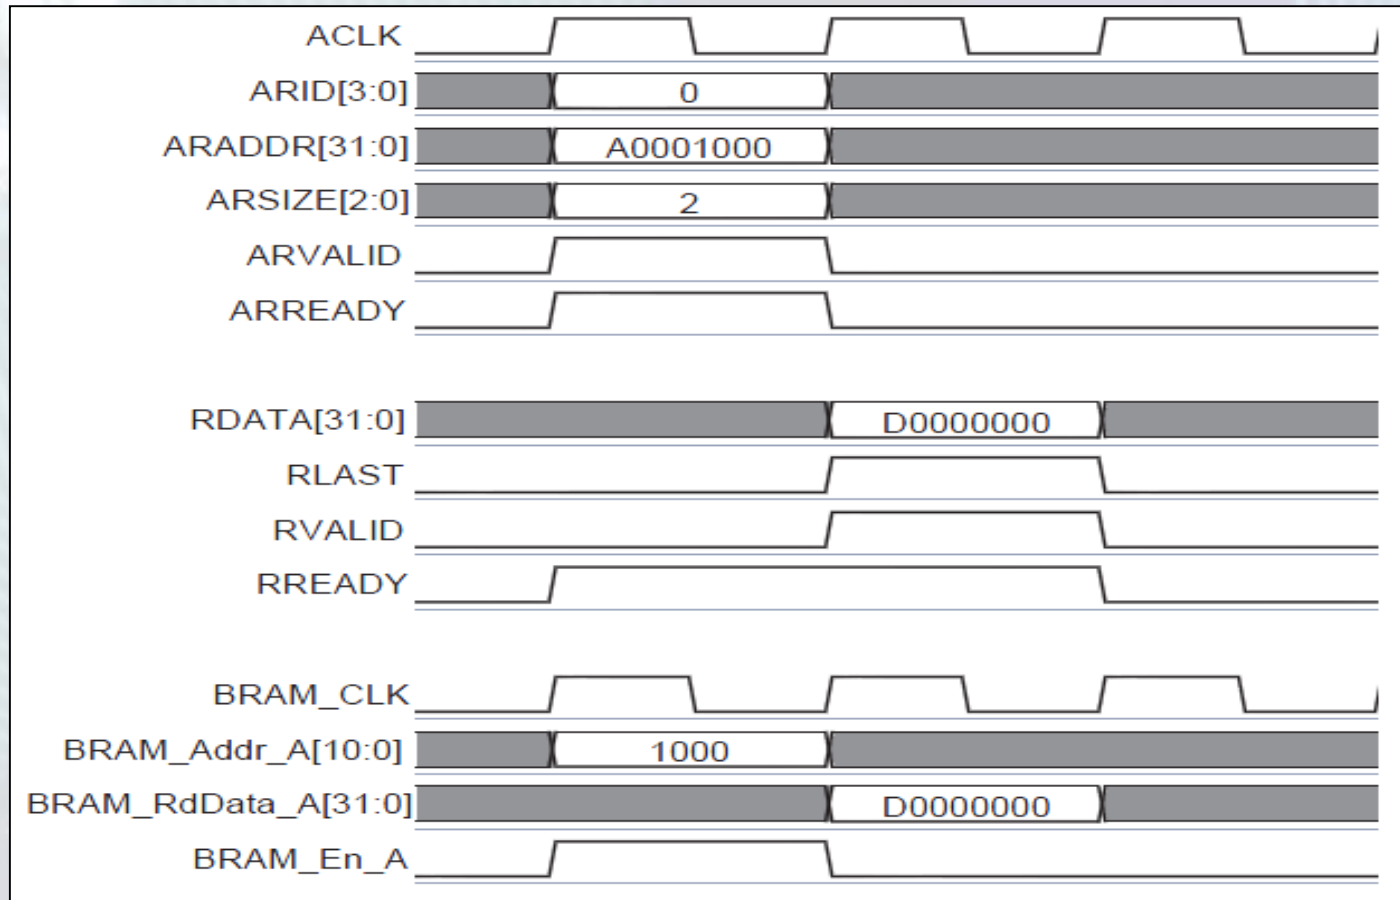 ACLK
ARID[3:0] 0
ARADDR[31:0] A0001000
ARSIZE[2:0] 2
ARVALID
ARREADY
RDATA[31:0] D0000000
RLAST
RVALID
RREADY
BRAM_CLK
BRAM_Addr_A[10:0] 1000
BRAM_RdData_A[31:0] D0000000
BRAM_En_A